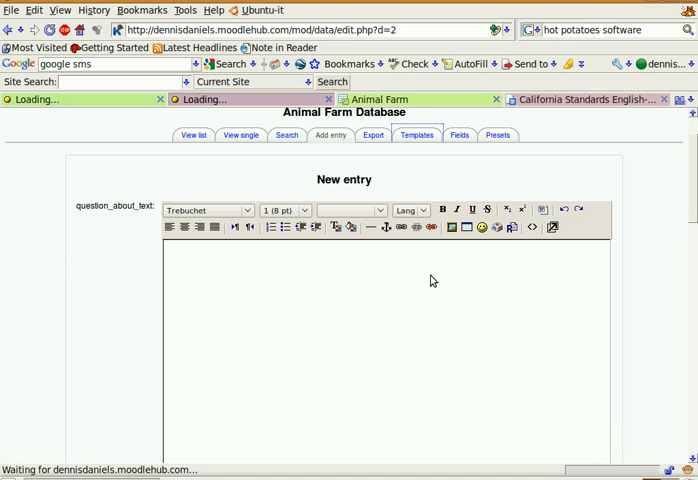 File Edit View History Bookmarks Tools Help Ubuntu-it
http://dennisdaniels.moodlehub.com/mod/data/edit.php?d=2 G hot potatoes software
Most Visited Getting Started Latest Headlines Note in Reader
Google google sms Search Bookmarks Check AutoFill Send to dennis...
Site Search: Current Site Search
Loading... Loading... Animal Farm California Standards English-...
Animal Farm Database
View list View single Search Add entry Export Templates Fields Presets
New entry
question_about_text: Trebuchet 1 (8 pt) Lang B I U S
Waiting for dennisdaniels.moodlehub.com...